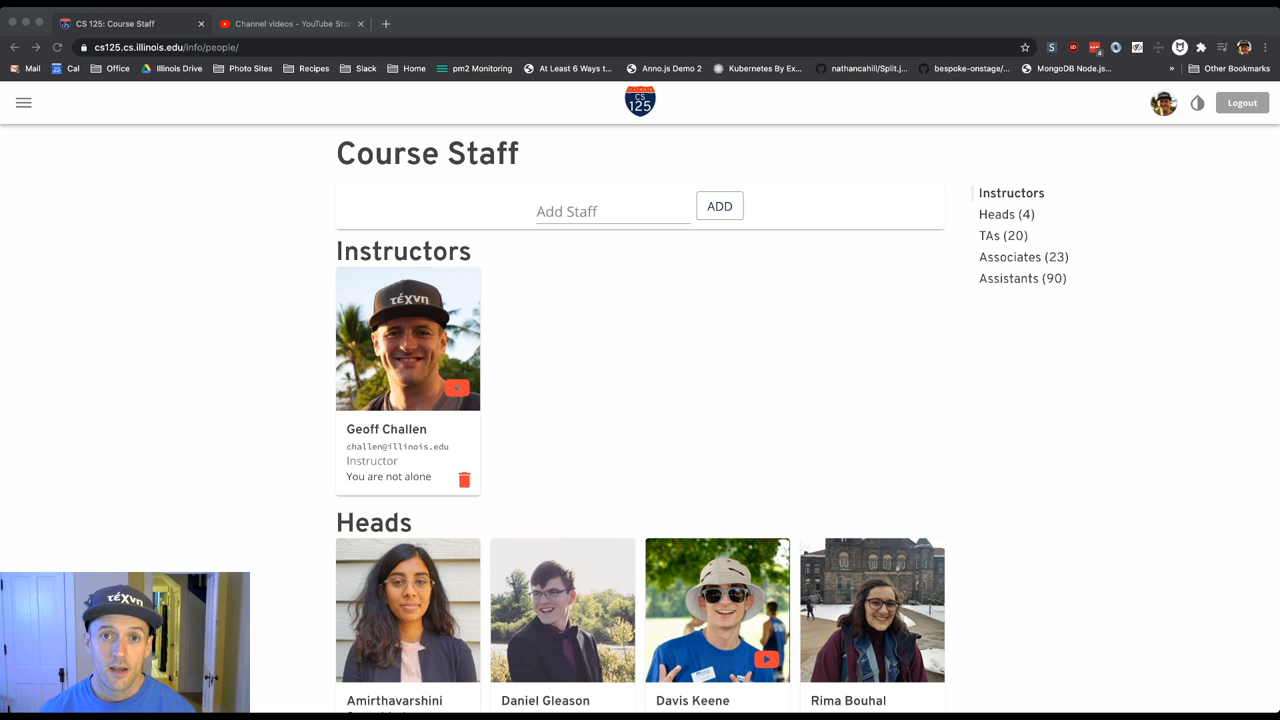 CS 125: Course Staff
Channel videos - YouTube Stu
cs125.cs.illinois.edu/info/people/
Mail
Cal
Office
Illinois Drive
Photo Sites
Recipes
Slack
Home
pm2 Monitoring
At Least 6 Ways t...
Anno.js Demo 2
Kubernetes By Ex...
nathancahill/Split.j...
bespoke-onstage/...
MongoDB Node.js...
»
Other Bookmarks
ILLINOIS
CS
125
Logout
Course Staff
Add Staff
ADD
Instructors
Heads (4)
TAs (20)
Associates (23)
Assistants (90)
Instructors
τέχνη
Geoff Challen
challen@illinois.edu
Instructor
You are not alone
Heads
Amirthavarshini
Daniel Gleason
Davis Keene
Rima Bouhal
τέχνη